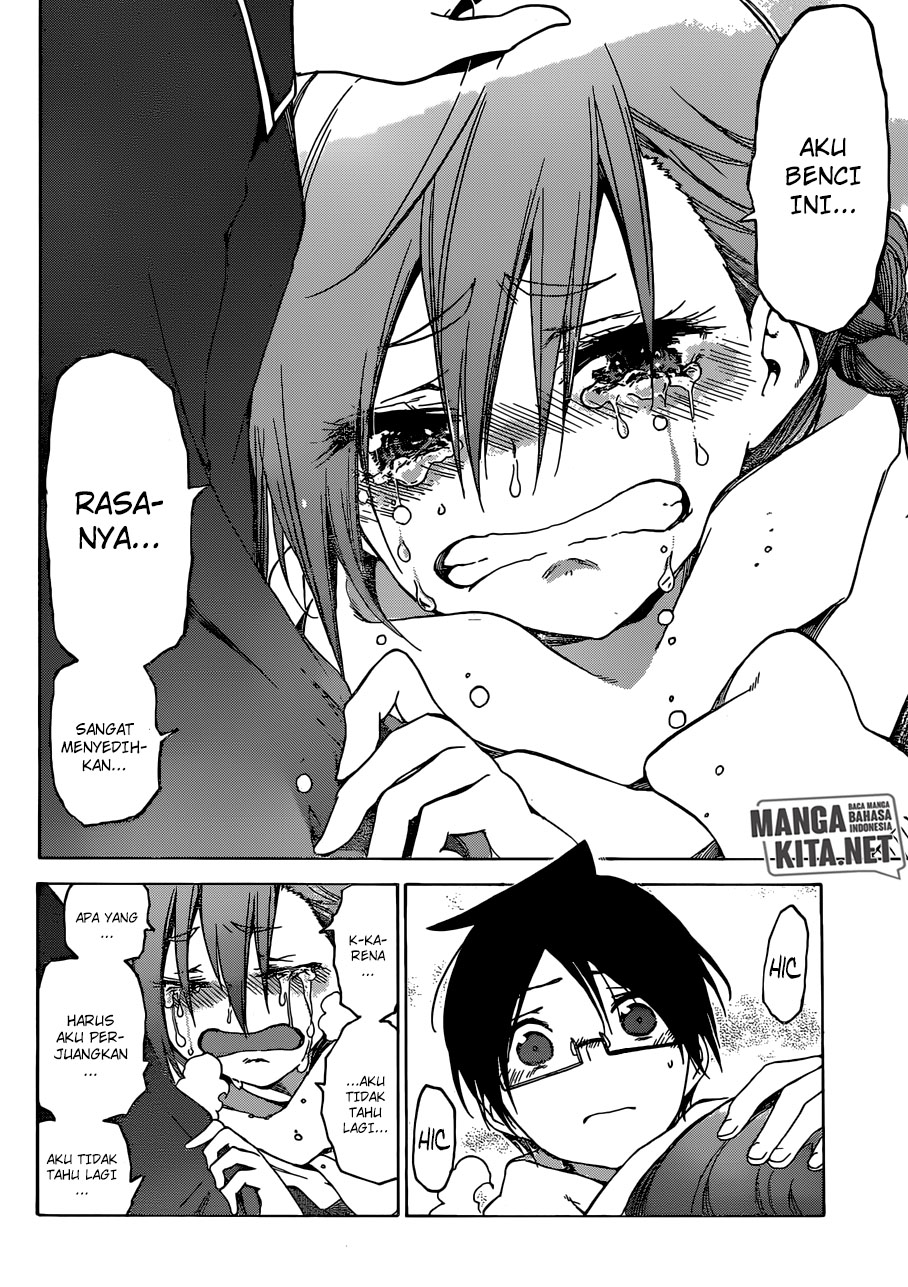 AKU
BENCI
INI...
RASA-
NYA...
SANGAT
MENYEDIH-
KAN...
MANGA
KITA.NET
BACA MANGA
BAHASA
INDONESIA
HIC
HIC
K-KA-
RENA
...
...AKU
TIDAK
TAHU
LAGI...
APA YANG
...
HARUS
AKU PER-
JUANGKAN
...
AKU TIDAK
TAHU LAGI
...